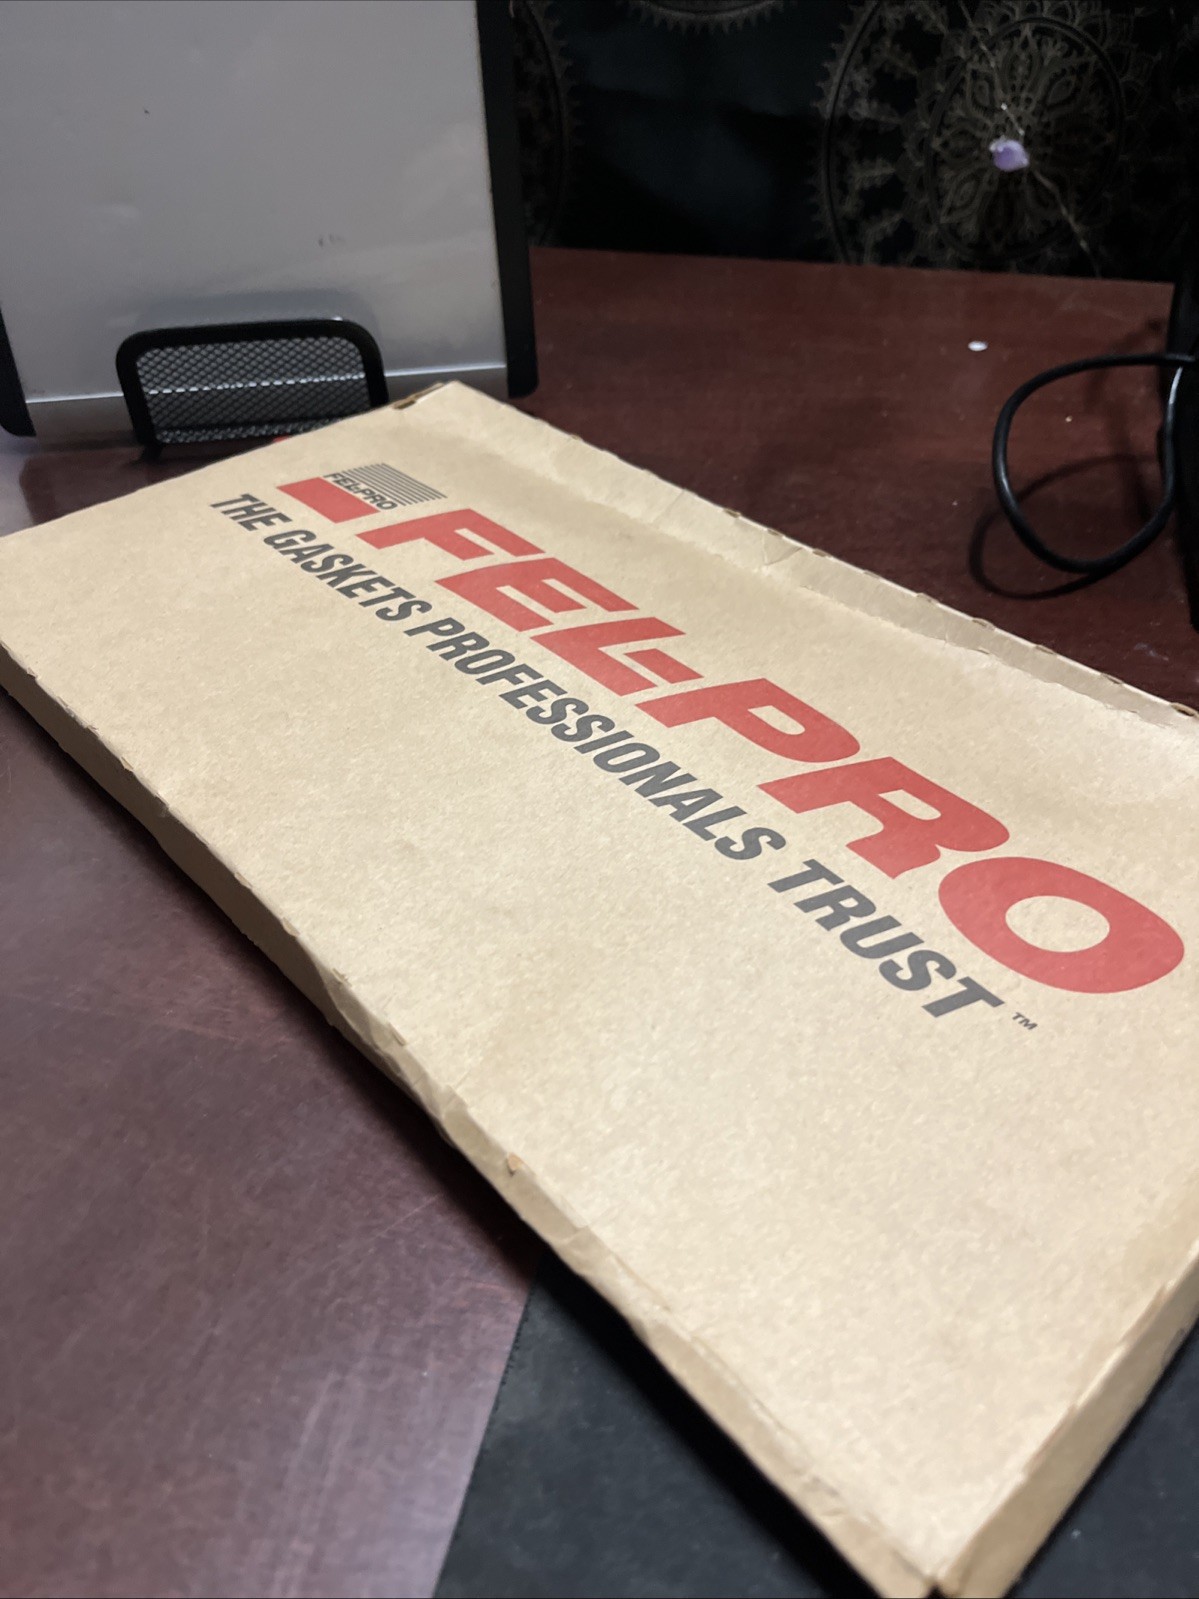 FEL-PRO
FEL-PRO
THE GASKETS PROFESSIONALS TRUST™